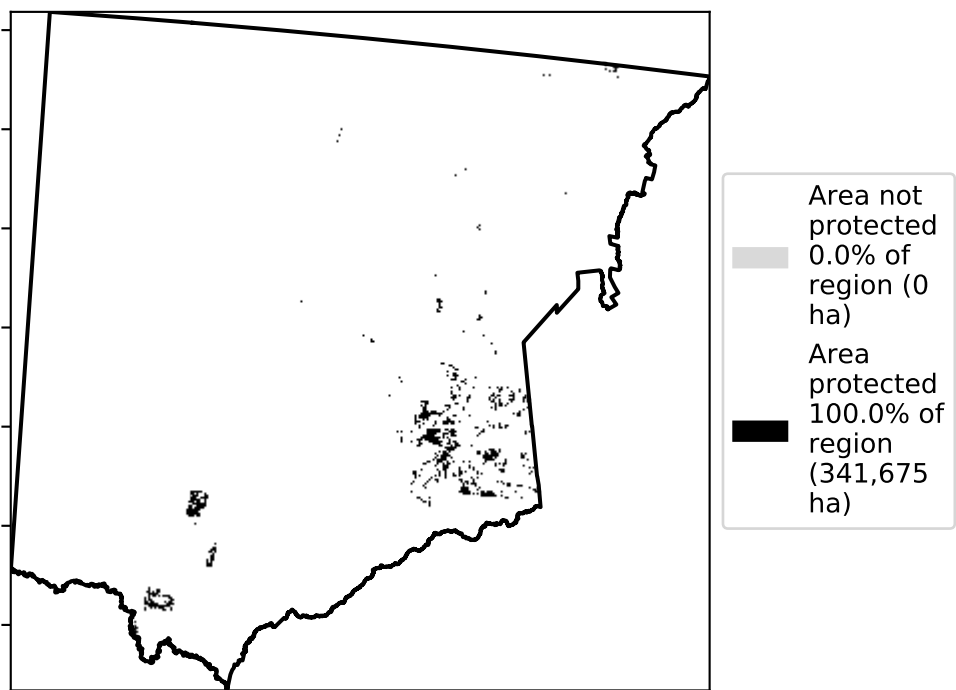 Area not
protected
0.0% of
region (0
ha)
Area
protected
100.0% of
region
(341,675
ha)